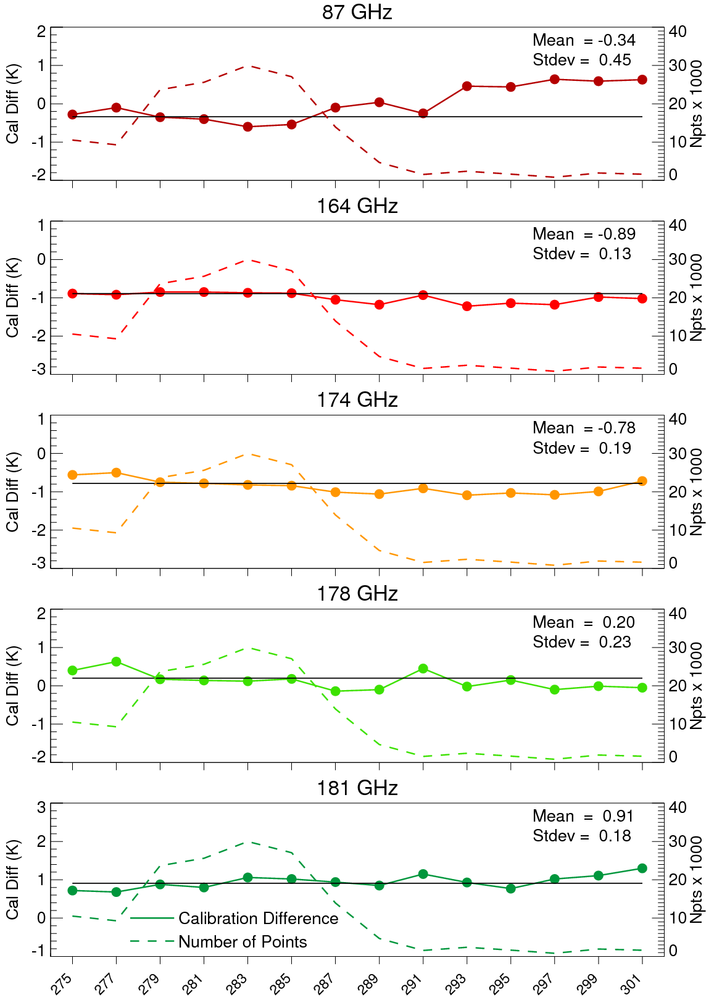 87 GHz
2
1
0
-1
-2
Cal Diff (K)
Mean = -0.34
Stdev = 0.45
40
30
20
10
0
Npts x 1000
164 GHz
1
0
-1
-2
-3
Cal Diff (K)
Mean = -0.89
Stdev = 0.13
40
30
20
10
0
Npts x 1000
174 GHz
1
0
-1
-2
-3
Cal Diff (K)
Mean = -0.78
Stdev = 0.19
40
30
20
10
0
Npts x 1000
178 GHz
2
1
0
-1
-2
Cal Diff (K)
Mean = 0.20
Stdev = 0.23
40
30
20
10
0
Npts x 1000
181 GHz
3
2
1
0
-1
Cal Diff (K)
Mean = 0.91
Stdev = 0.18
40
30
20
10
0
Npts x 1000
Calibration Difference
Number of Points
275 277 279 281 283 285 287 289 291 293 295 297 299 301